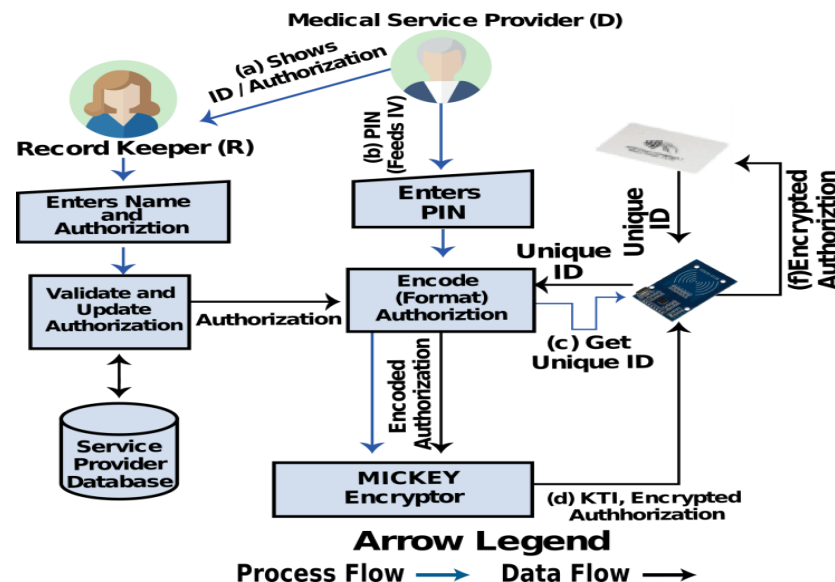 Medical Service Provider (D)
(a) Shows
ID / Authorization
Record Keeper (R)
(b) PIN
(Feeds IV)
Enters Name
and
Authoriztion
Enters
PIN
Unique
ID
Unique ID
(f)Encrypted
Authoriztion
Validate and
Update
Authorization
Authorization
Encode
(Format)
Authoriztion
(c) Get
Unique ID
Encoded
Authorization
Service
Provider
Database
MICKEY
Encryptor
(d) KTI, Encrypted
Authhorization
Arrow Legend
Process Flow
Data Flow